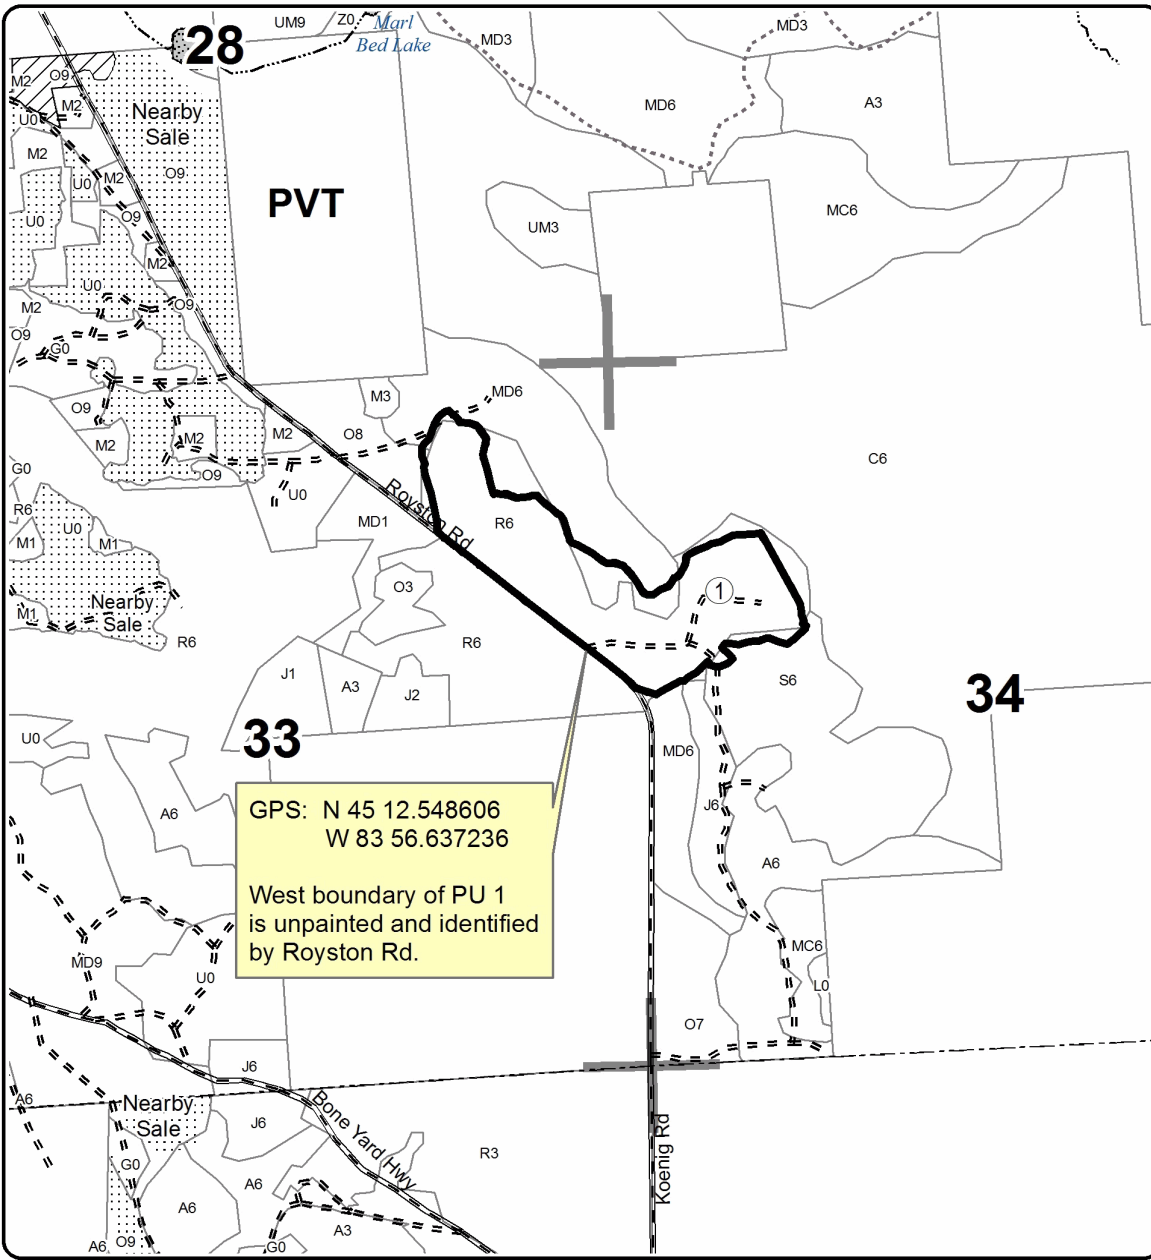 UM9
Z0
Marl
Bed Lake
28
MD3
MD3
M2
O9
M2
U0
Nearby
Sale
MD6
A3
M2
U0
M2
O9
PVT
U0
O9
UM3
MC6
M2
U0
M2
O9
O9
G0
M3
MD6
O9
M2
M2
M2
O8
C6
G0
O9
U0
Royston Rd
R6
U0
MD1
R6
M1
M1
O3
1
M1
Nearby
Sale
R6
R6
J1
A3
J2
S6
34
U0
33
MD6
GPS: N 45 12.548606
W 83 56.637236
West boundary of PU 1
is unpainted and identified
by Royston Rd.
A6
J6
A6
MD9
U0
MC6
L0
O7
J6
A6
Nearby
Sale
J6
Bone Yard Hwy
R3
Koenig Rd
G0
A6
A6
A3
A6
O9
G0